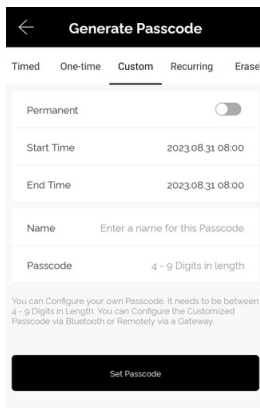 Generate Passcode
Timed One-time Custom Recurring Erase
Permanent
Start Time 2023.08.31 08:00
End Time 2023.08.31 08:00
Name Enter a name for this Passcode
Passcode 4 - 9 Digits in length
You can Configure your own Passcode. It needs to be between
4 - 9 Digits in Length. You can Configure the Customized
Passcode via Bluetooth or Remotely via a Gateway.
Set Passcode